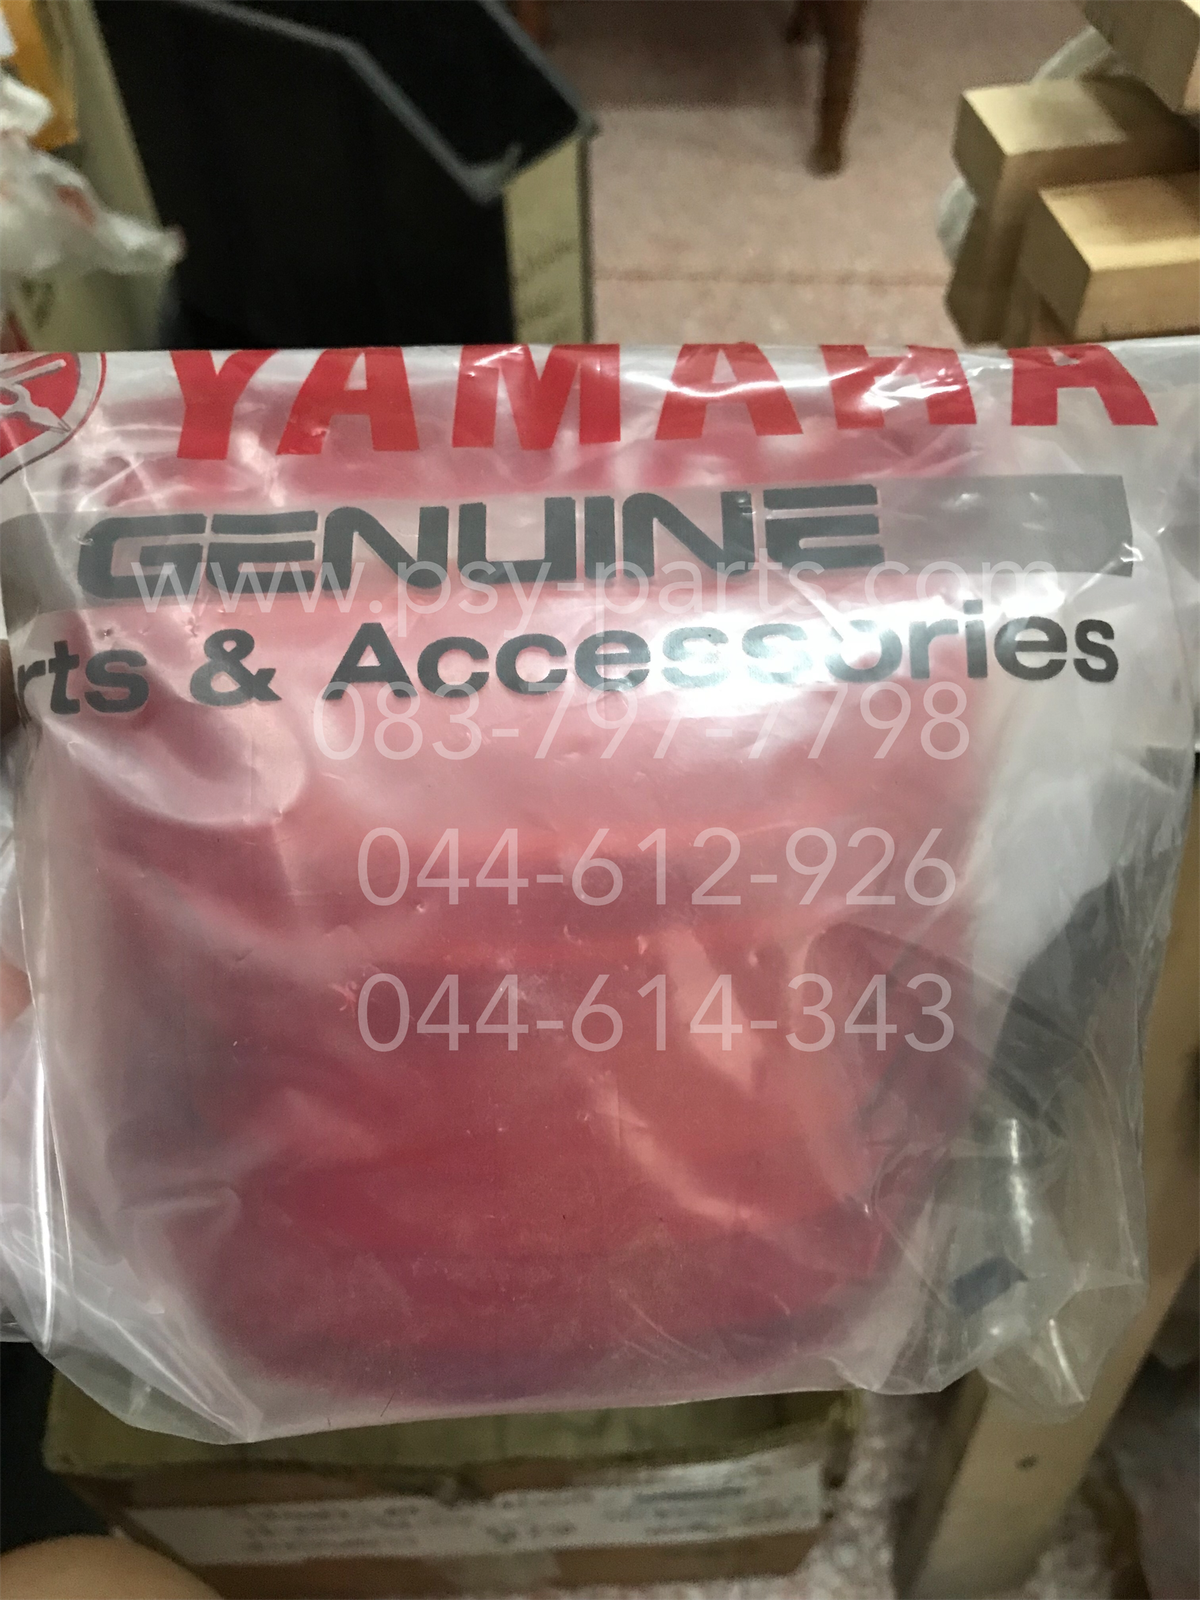 YAMAHA
GENUINE
www.psy-parts.com
rts & Accessories
083-797-7798
044-612-926
044-614-343